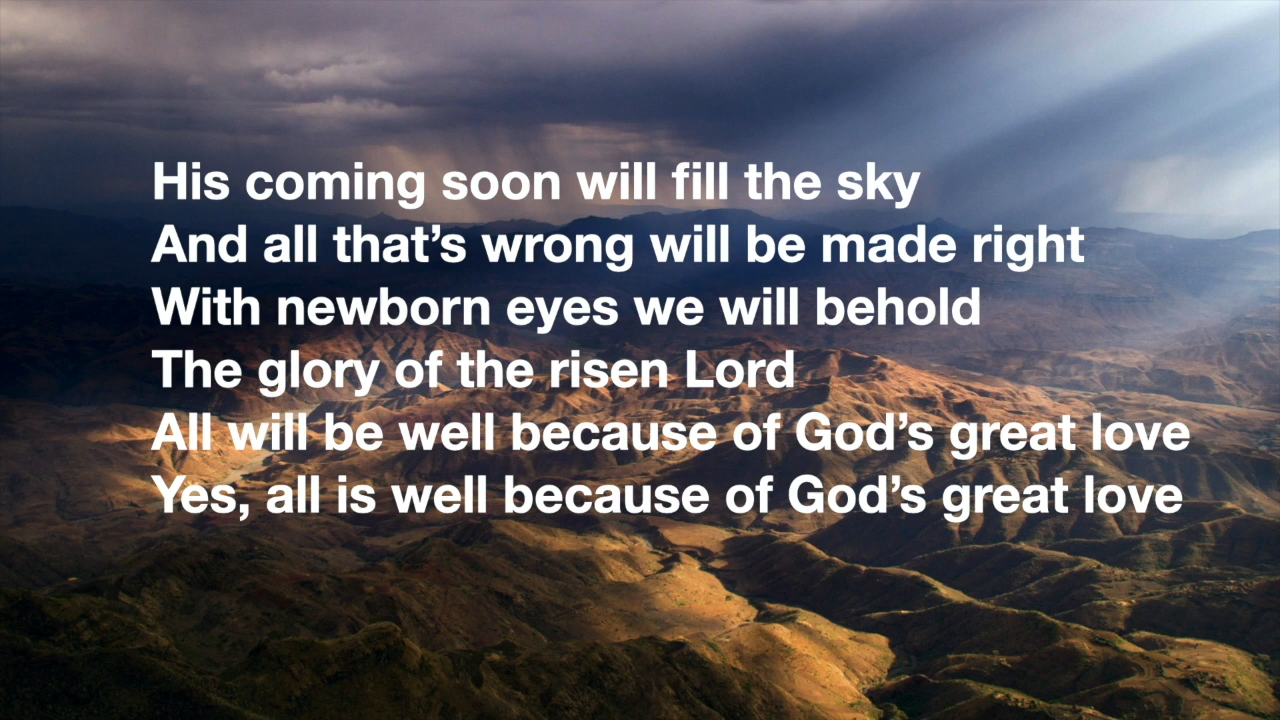 His coming soon will fill the sky
And all that’s wrong will be made right
With newborn eyes we will behold
The glory of the risen Lord
All will be well because of God’s great love
Yes, all is well because of God’s great love